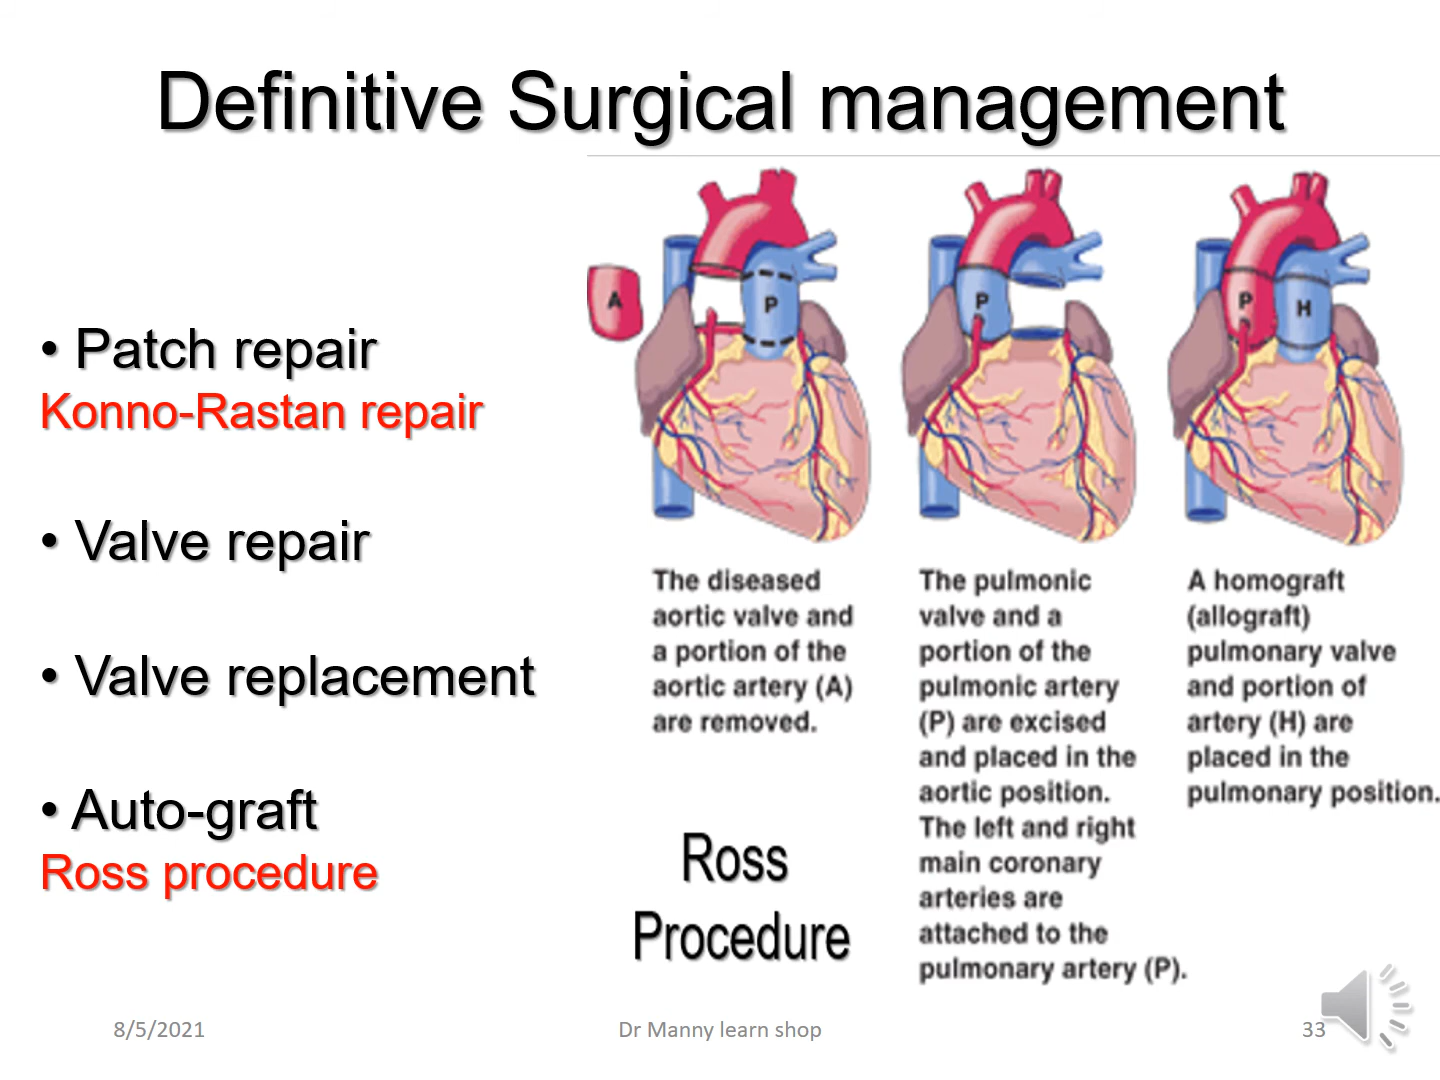 Definitive Surgical management
• Patch repair
Konno-Rastan repair
• Valve repair
• Valve replacement
• Auto-graft
Ross procedure
A
P
P
P
H
The diseased
aortic valve and
a portion of the
aortic artery (A)
are removed.
The pulmonic
valve and a
portion of the
pulmonic artery
(P) are excised
and placed in the
aortic position.
The left and right
main coronary
arteries are
attached to the
pulmonary artery (P).
A homograft
(allograft)
pulmonary valve
and portion of
artery (H) are
placed in the
pulmonary position.
Ross
Procedure
8/5/2021
Dr Manny learn shop
33